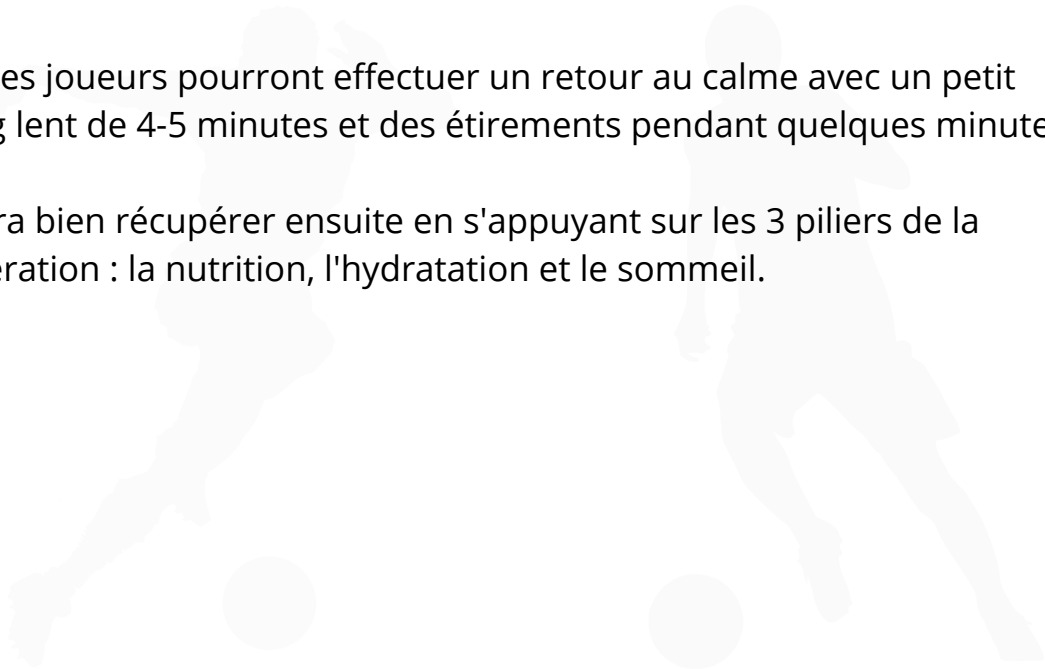 es joueurs pourront effectuer un retour au calme avec un petit
g lent de 4-5 minutes et des étirements pendant quelques minute
ra bien récupérer ensuite en s'appuyant sur les 3 piliers de la
ération : la nutrition, l'hydratation et le sommeil.